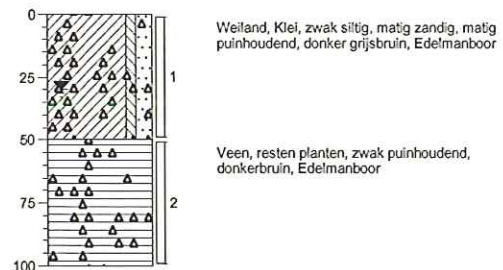 0
Weiland, Klei, zwak siltig, matig zandig, matig
puinhoudend, donker grijsbruin, Edelmanboor
25
1
50
Veen, resten planten, zwak puinhoudend,
donkerbruin, Edelmanboor
75
2
100